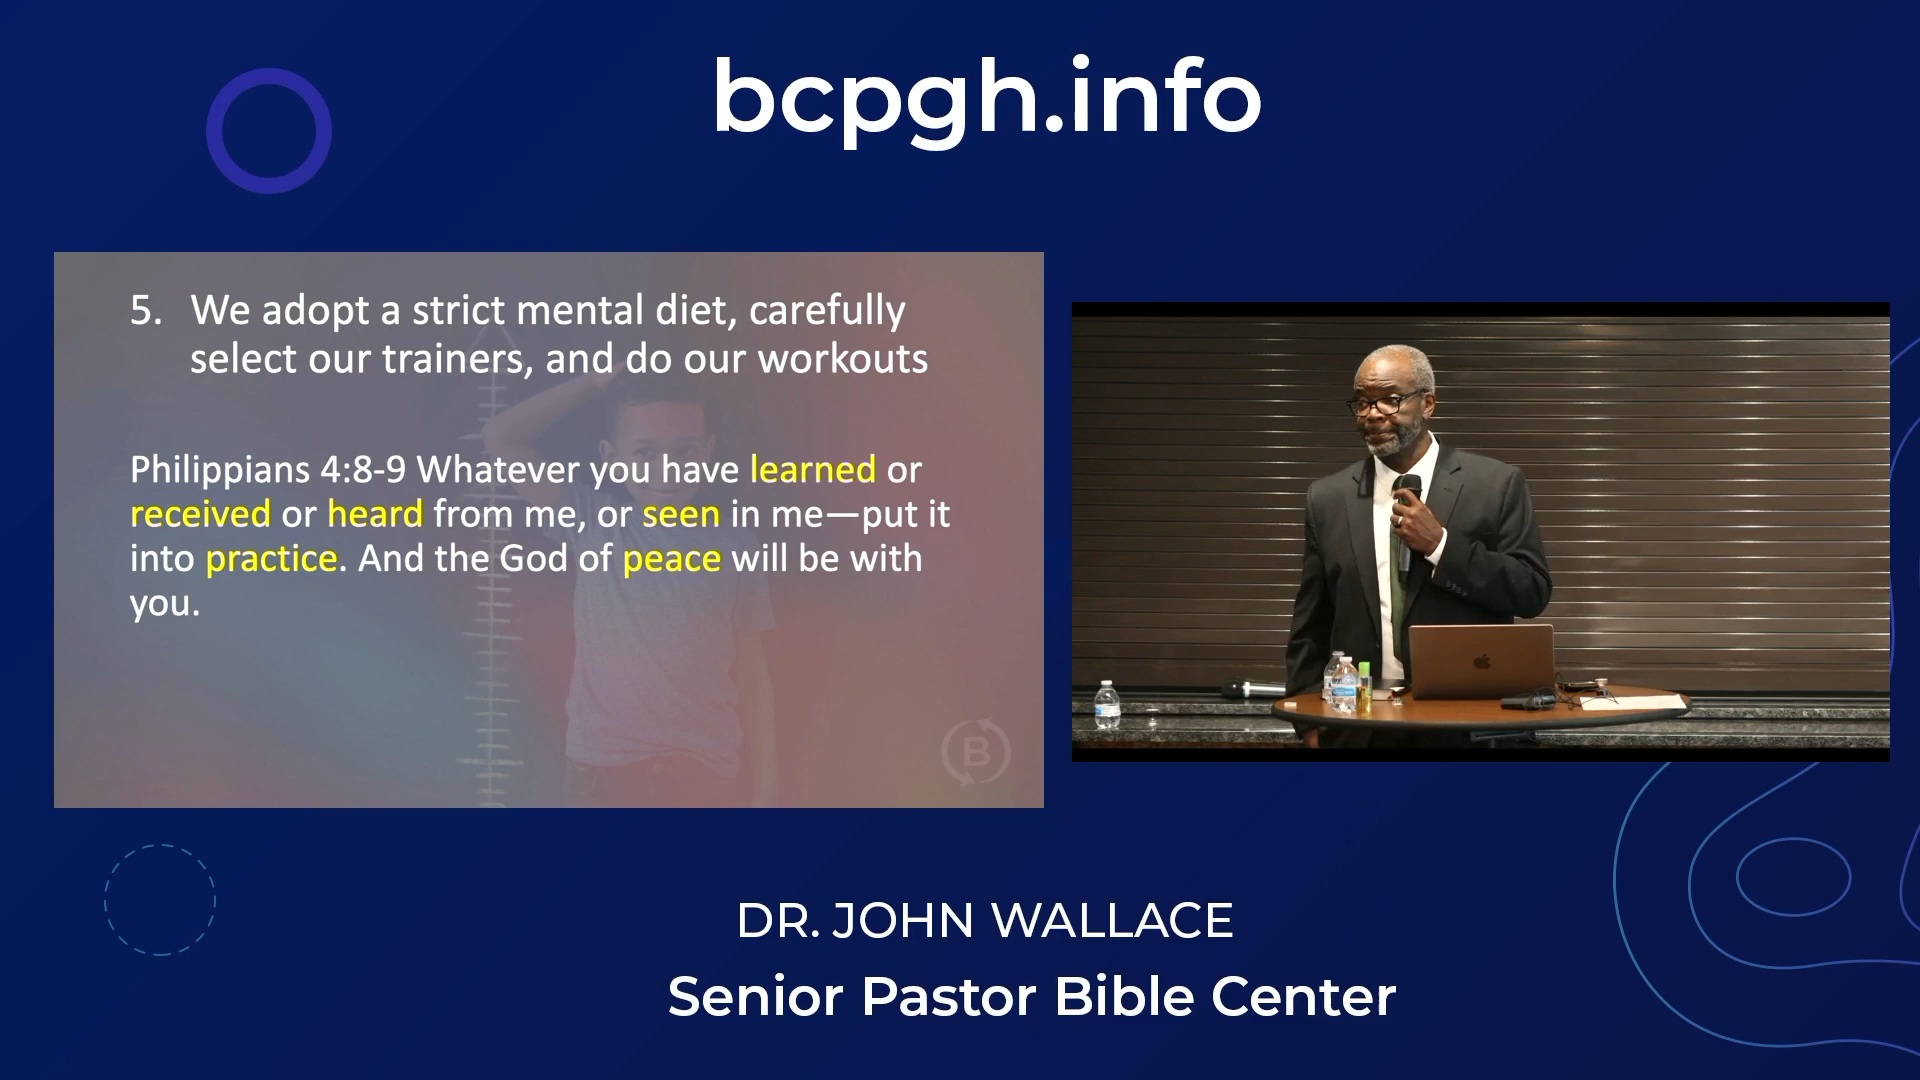 bcpgh.info
5. We adopt a strict mental diet, carefully
select our trainers, and do our workouts
Philippians 4:8-9 Whatever you have learned or
received or heard from me, or seen in me—put it
into practice. And the God of peace will be with
you.
B
DR. JOHN WALLACE
Senior Pastor Bible Center